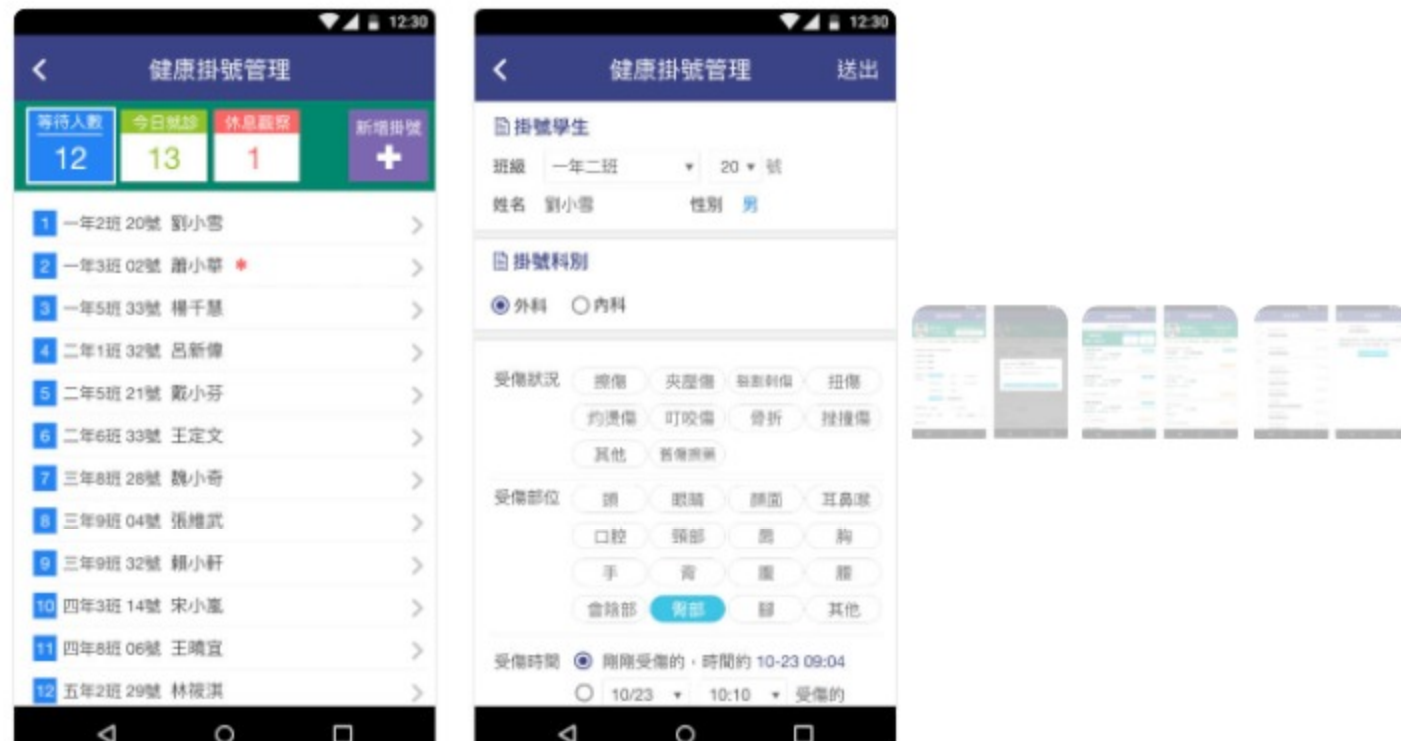 12:30
健康掛號管理
等待人數
12
今日就診
13
休息觀察
1
新增掛號
1 一年2班 20號 劉小雪
2 一年3班 02號 蕭小華 *
3 一年5班 33號 楊千慧
4 二年1班 32號 呂新偉
5 二年5班 21號 戴小芬
6 二年6班 33號 王定文
7 三年8班 28號 魏小奇
8 三年9班 04號 張維武
9 三年9班 32號 賴小軒
10 四年3班 14號 宋小嵐
11 四年8班 06號 王曉宜
12 五年2班 29號 林筱淇
12:30
健康掛號管理 送出
掛號學生
班級 一年二班 20 號
姓名 劉小雪 性別 男
掛號科別
外科 內科
受傷狀況 擦傷 夾壓傷 裂割刺傷 扭傷
灼燙傷 叮咬傷 骨折 挫撞傷
其他 舊傷換藥
受傷部位 頭 眼睛 顏面 耳鼻喉
口腔 頸部 肩 胸
手 背 腹
會陰部 臀部 腳 其他
受傷時間 剛剛受傷的，時間約 10-23 09:04
10/23 10:10 受傷的